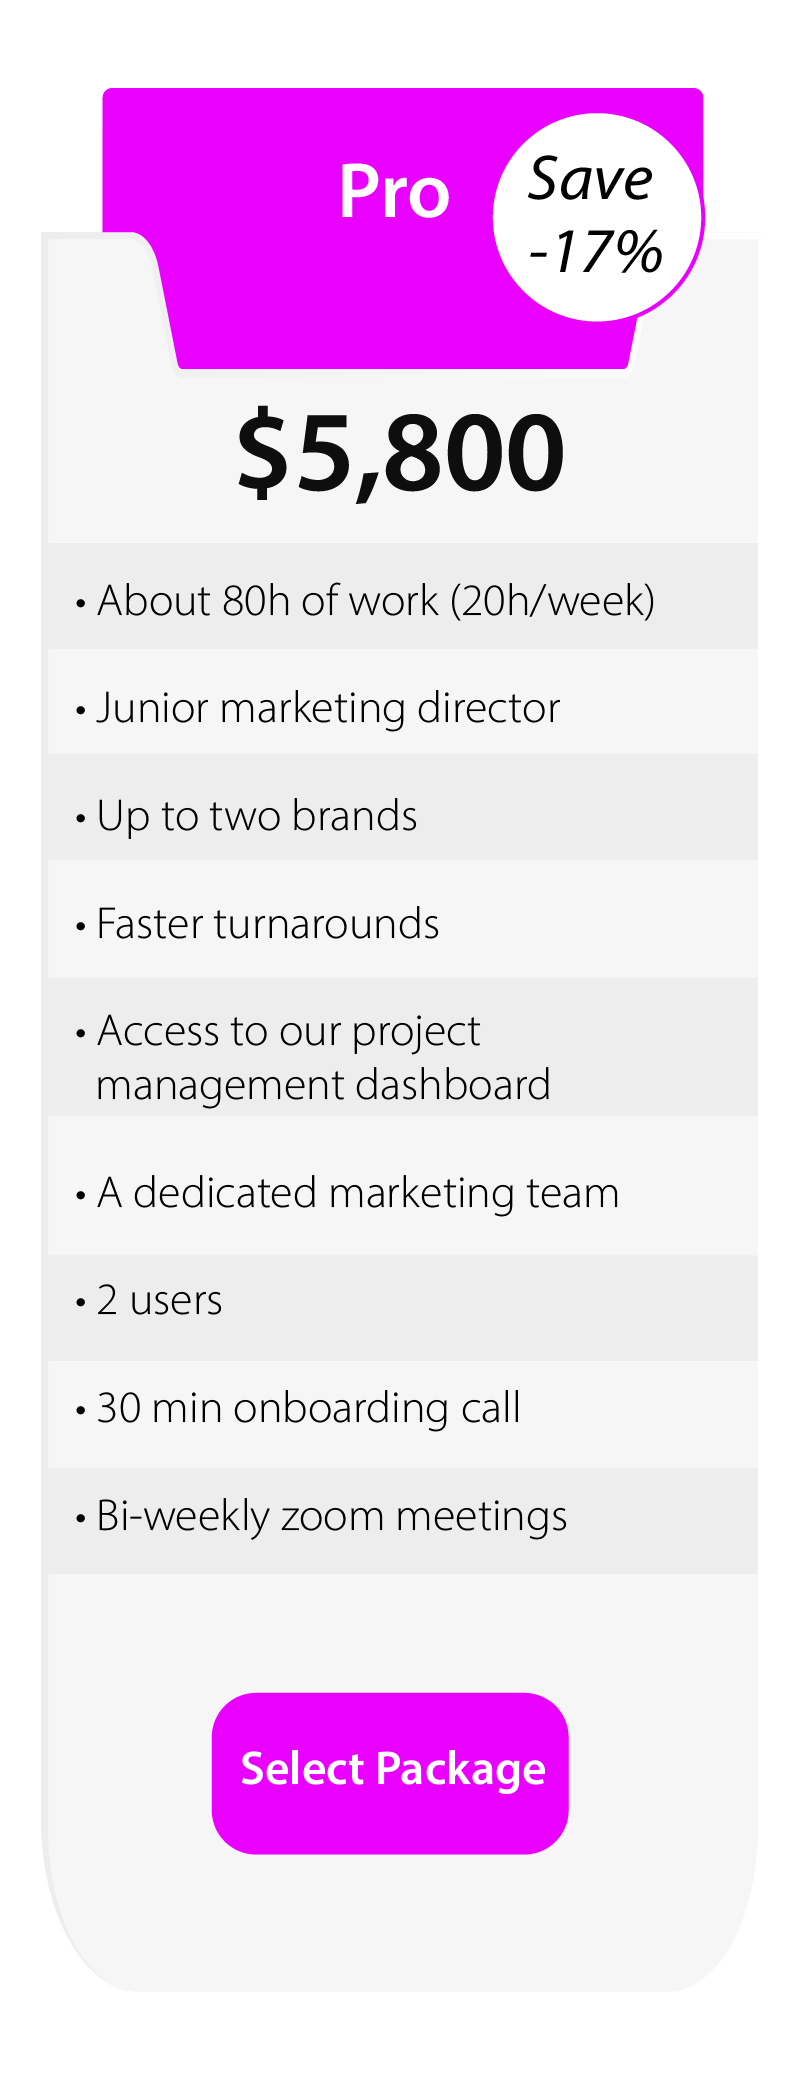 Pro
Save
-17%
$5,800
• About 80h of work (20h/week)
• Junior marketing director
• Up to two brands
• Faster turnarounds
• Access to our project
management dashboard
• A dedicated marketing team
• 2 users
• 30 min onboarding call
• Bi-weekly zoom meetings
Select Package